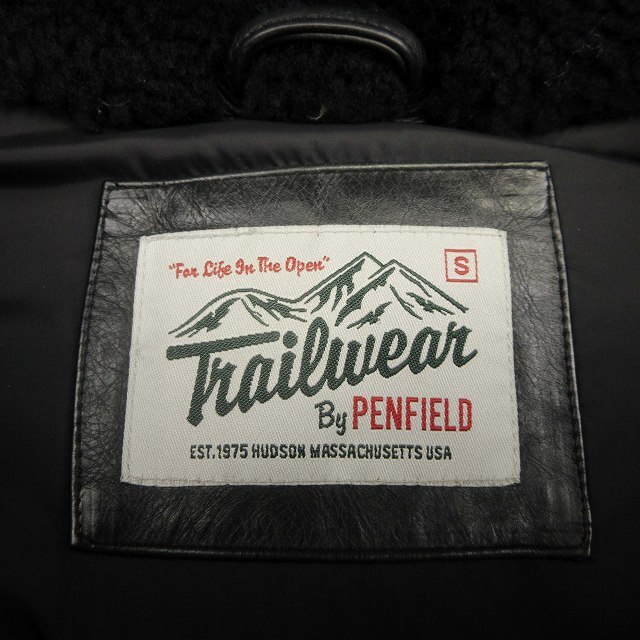 "For Life In The Open"
S
Trailwear
By PENFIELD
EST.1975 HUDSON MASSACHUSETTS USA